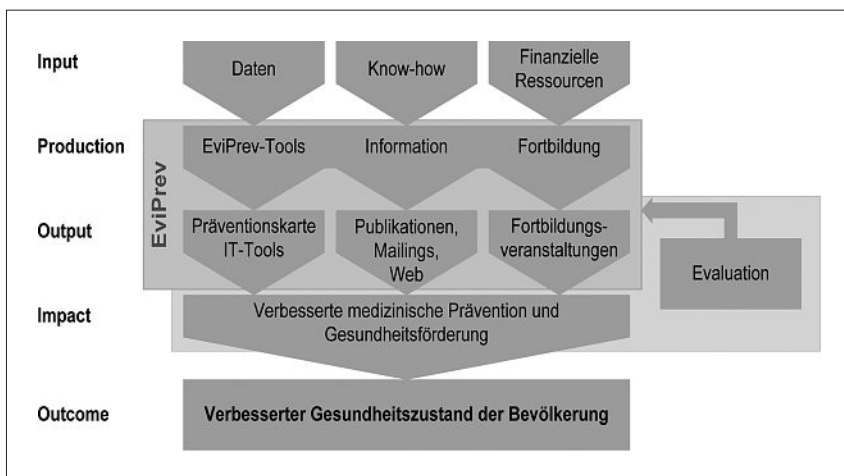 Input
Daten
Know-how
Finanzielle
Ressourcen
Production
EviPrev-Tools
Information
Fortbildung
EviPrev
Output
Präventionskarte
IT-Tools
Publikationen,
Mailings,
Web
Fortbildungs-
veranstaltungen
Evaluation
Impact
Verbesserte medizinische Prävention und
Gesundheitsförderung
Outcome
Verbesserter Gesundheitszustand der Bevölkerung